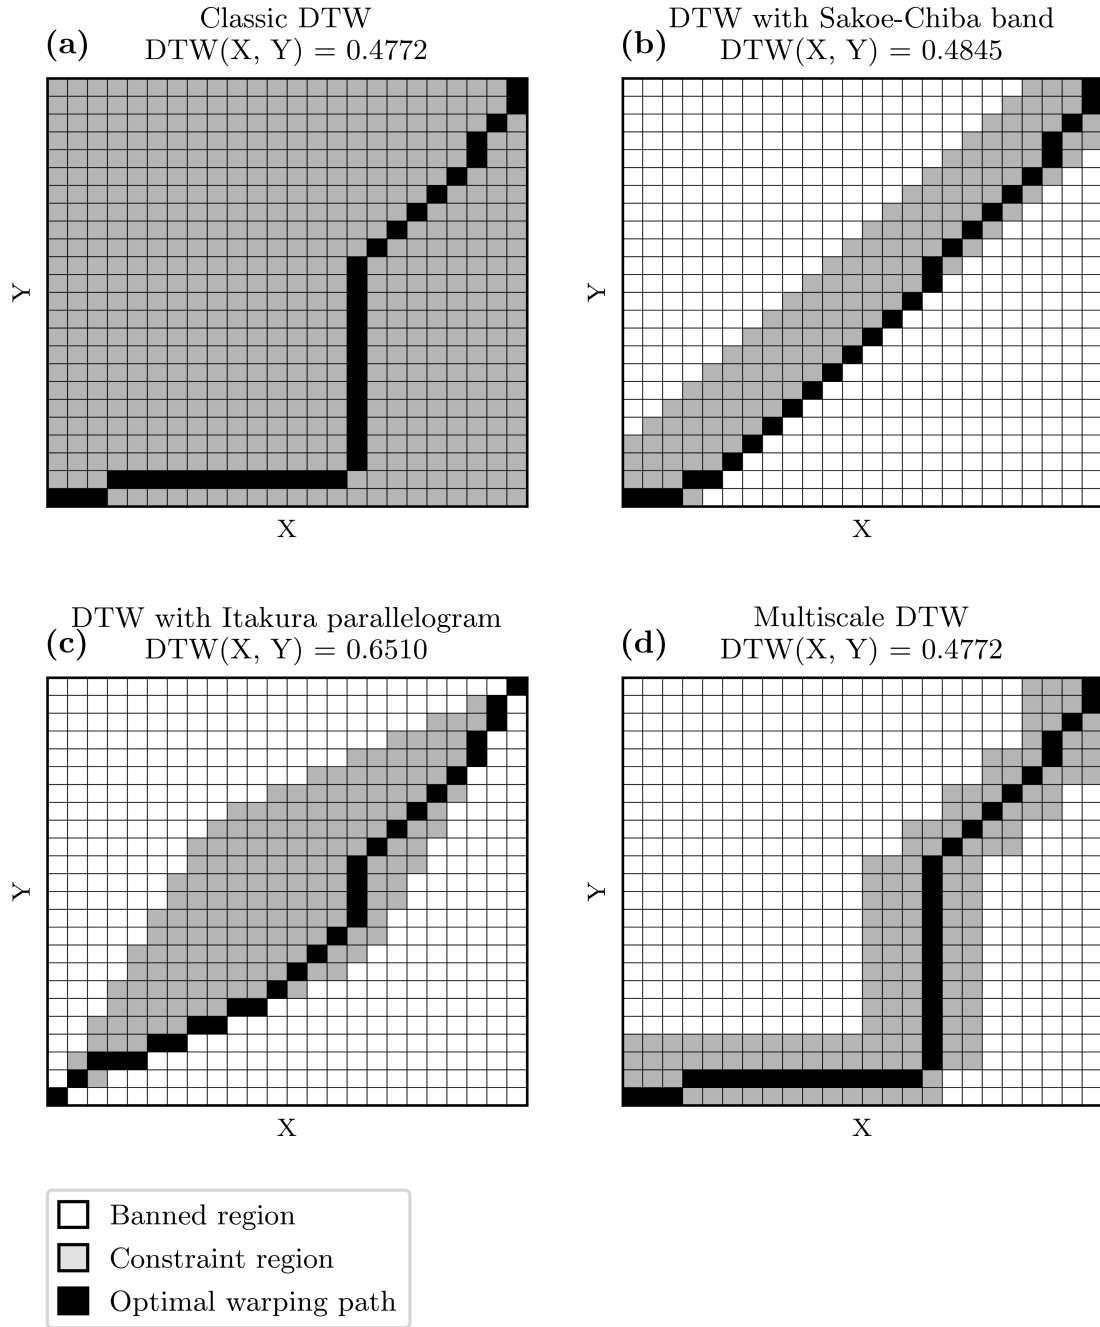 Classic DTW
(a)
DTW(X, Y) = 0.4772
Y
X
DTW with Sakoe-Chiba band
(b)
DTW(X, Y) = 0.4845
Y
X
DTW with Itakura parallelogram
(c)
DTW(X, Y) = 0.6510
Y
X
Multiscale DTW
(d)
DTW(X, Y) = 0.4772
Y
X
Banned region
Constraint region
Optimal warping path